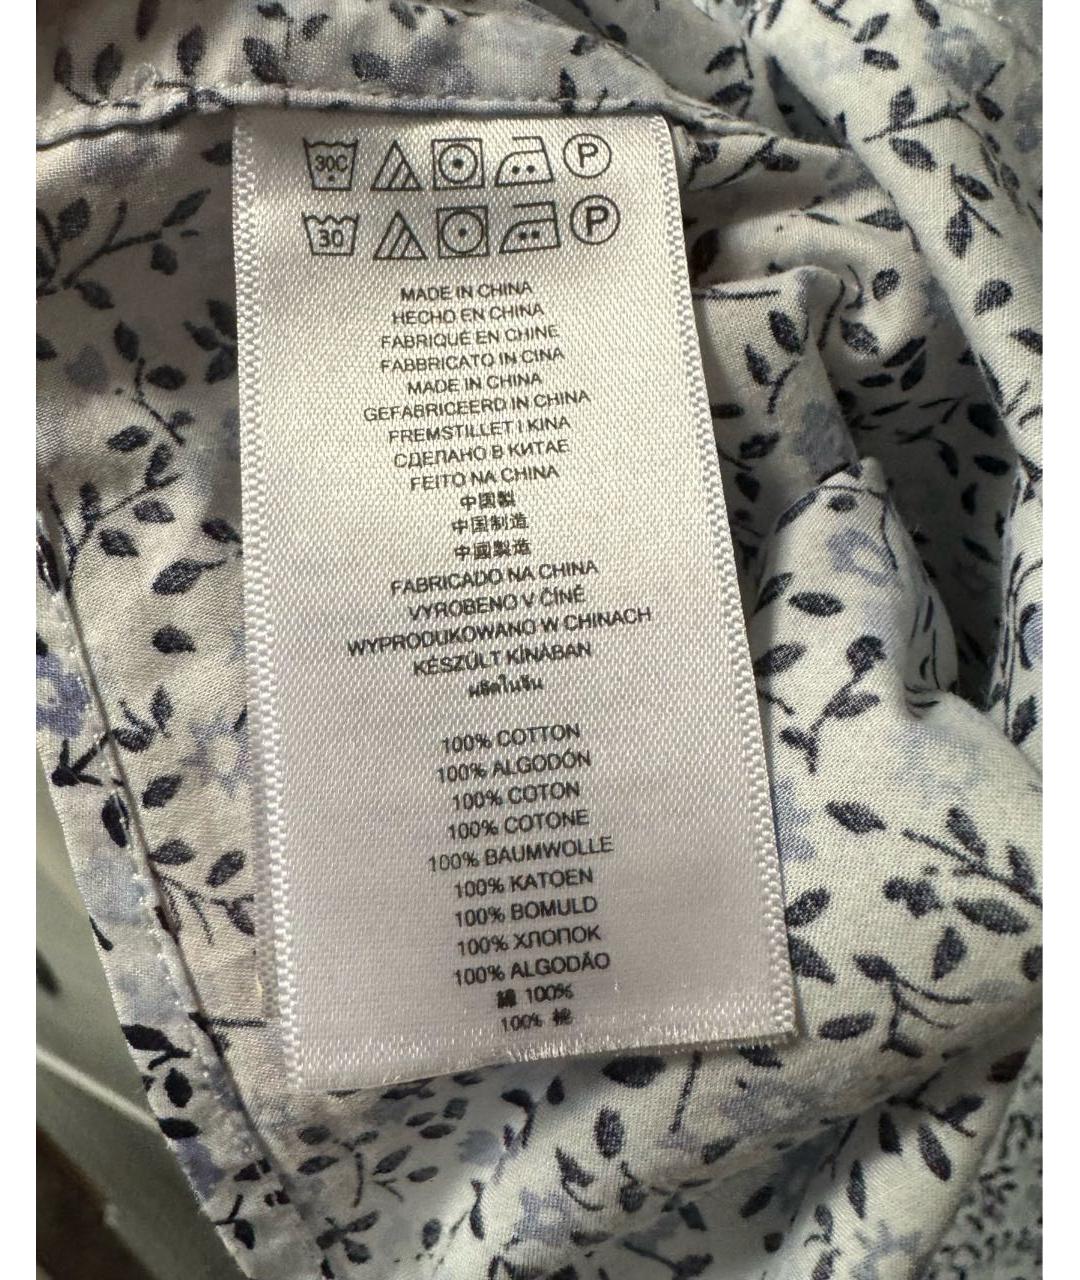 30C P
30 P
MADE IN CHINA
HECHO EN CHINA
FABRIQUÉ EN CHINE
FABBRICATO IN CINA
MADE IN CHINA
GEFABRICEERD IN CHINA
FREMSTILLET I KINA
СДЕЛАНО В КИТАЕ
FEITO NA CHINA
中国製
中国制造
中國製造
FABRICADO NA CHINA
VYROBENO V ČÍNĚ
WYPRODUKOWANO W CHINACH
KÉSZÜLT KÍNÁBAN
ผลิตในจีน
100% COTTON
100% ALGODÓN
100% COTON
100% COTONE
100% BAUMWOLLE
100% KATOEN
100% BOMULD
100% ХЛОПОК
100% ALGODÃO
綿 100%
100% 棉